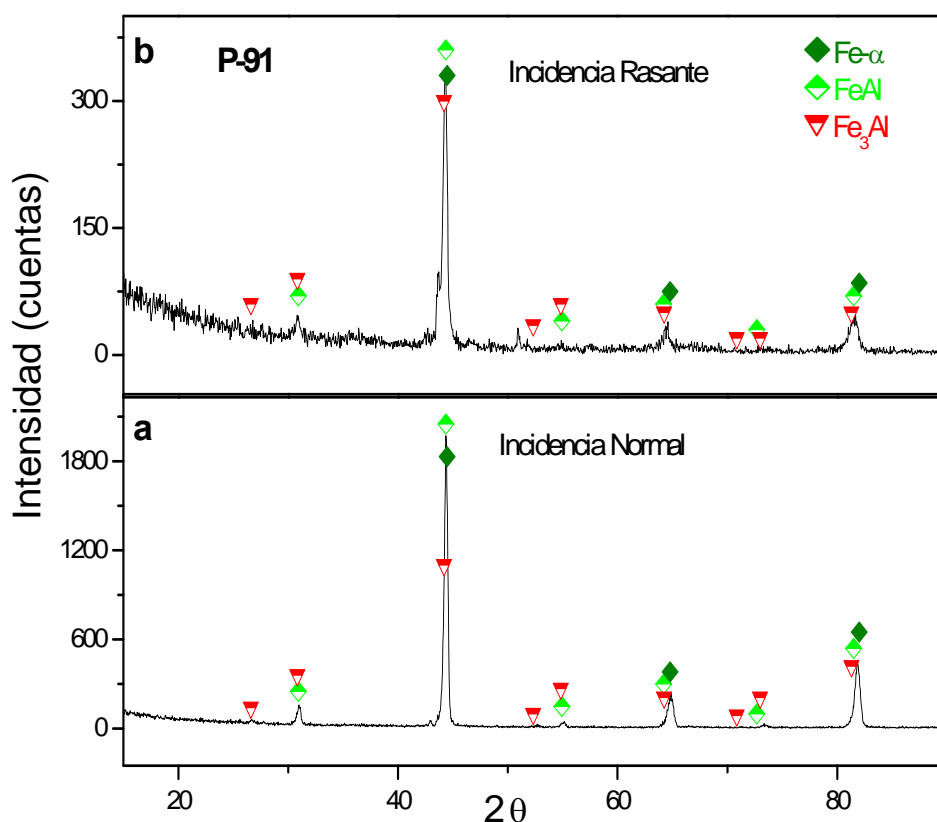 b
P-91
Incidencia Rasante
Fe-α
FeAl
Fe3Al
300
150
0
Intensidad (cuentas)
a
Incidencia Normal
1800
1200
600
0
20
40
60
80
2θ